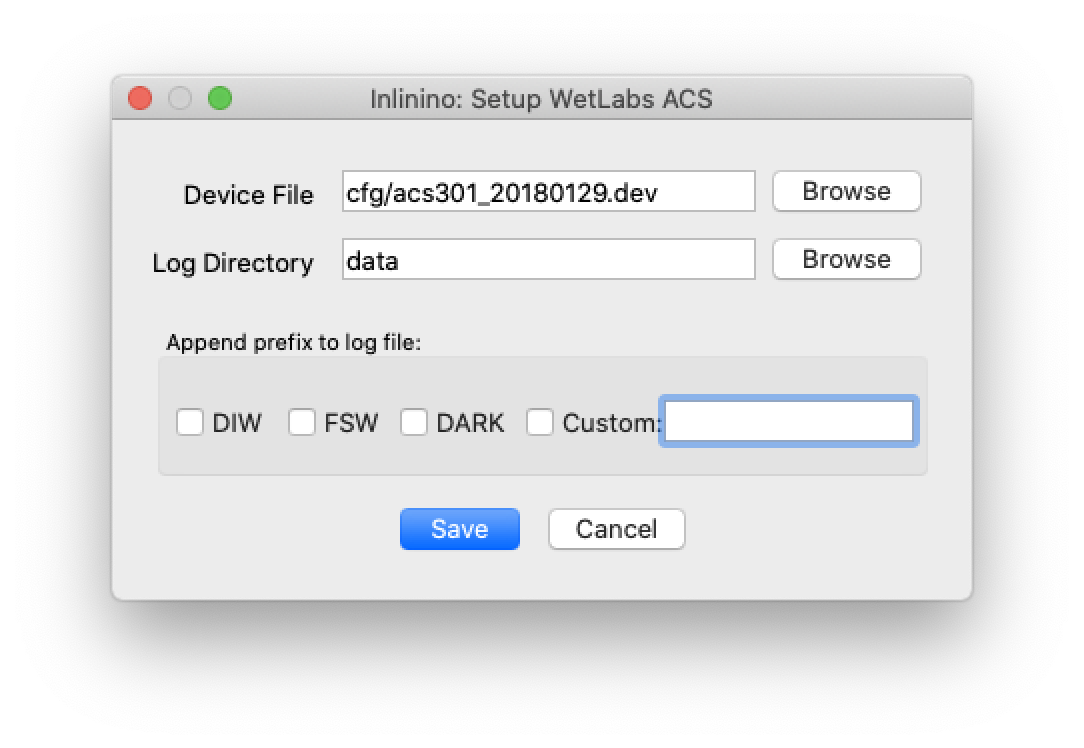 Inlinino: Setup WetLabs ACS
Device File cfg/acs301_20180129.dev Browse
Log Directory data Browse
Append prefix to log file:
DIW FSW DARK Custom:
Save Cancel